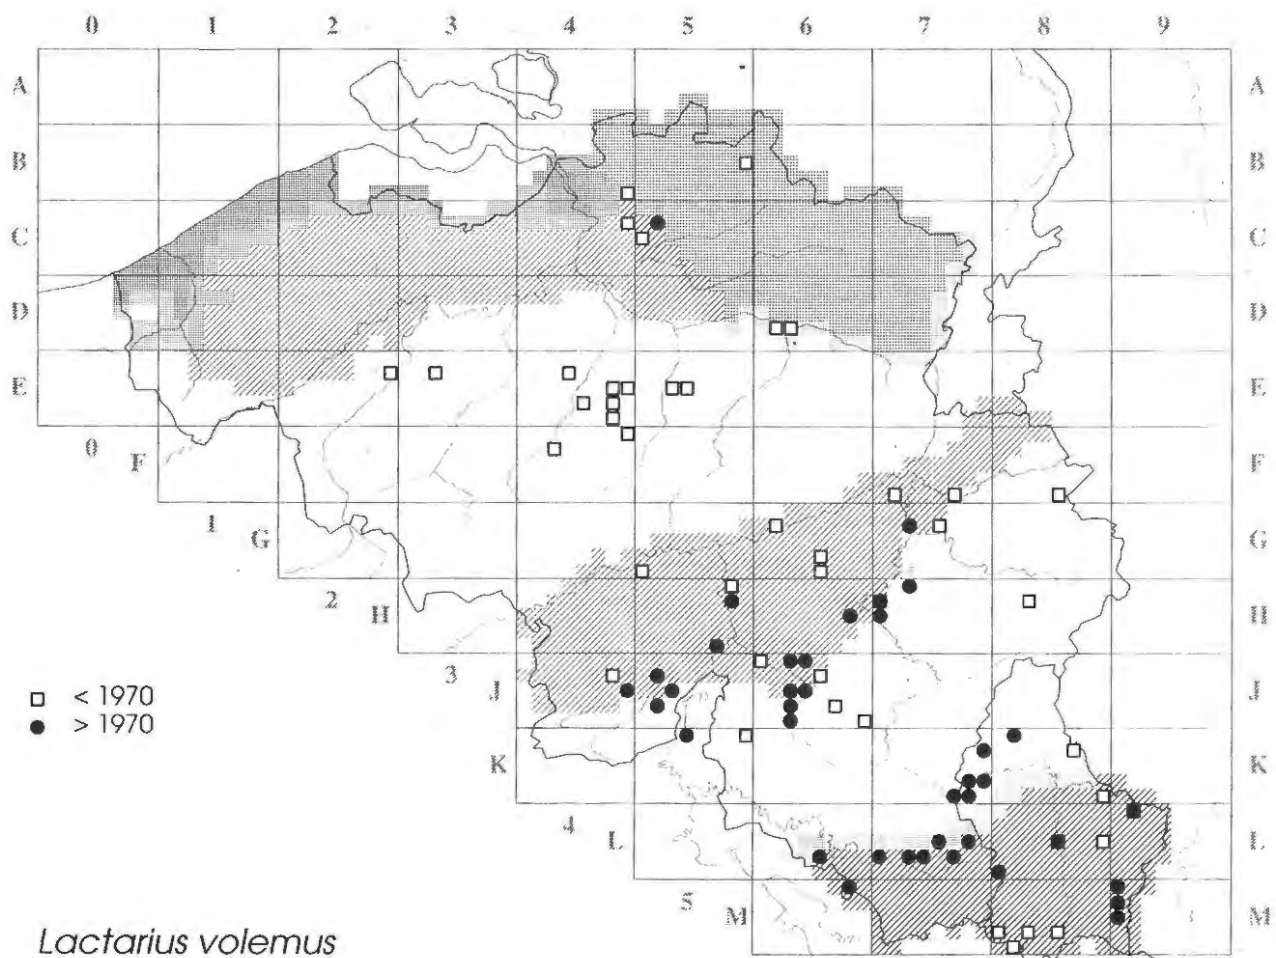 0 1 2 3 4 5 6 7 8 9
A A
B B
C C
D D
E E
0 F F
1 G G
2 H H
3 J J
< 1970
> 1970
K K
4 L L
5 M M
Lactarius volemus